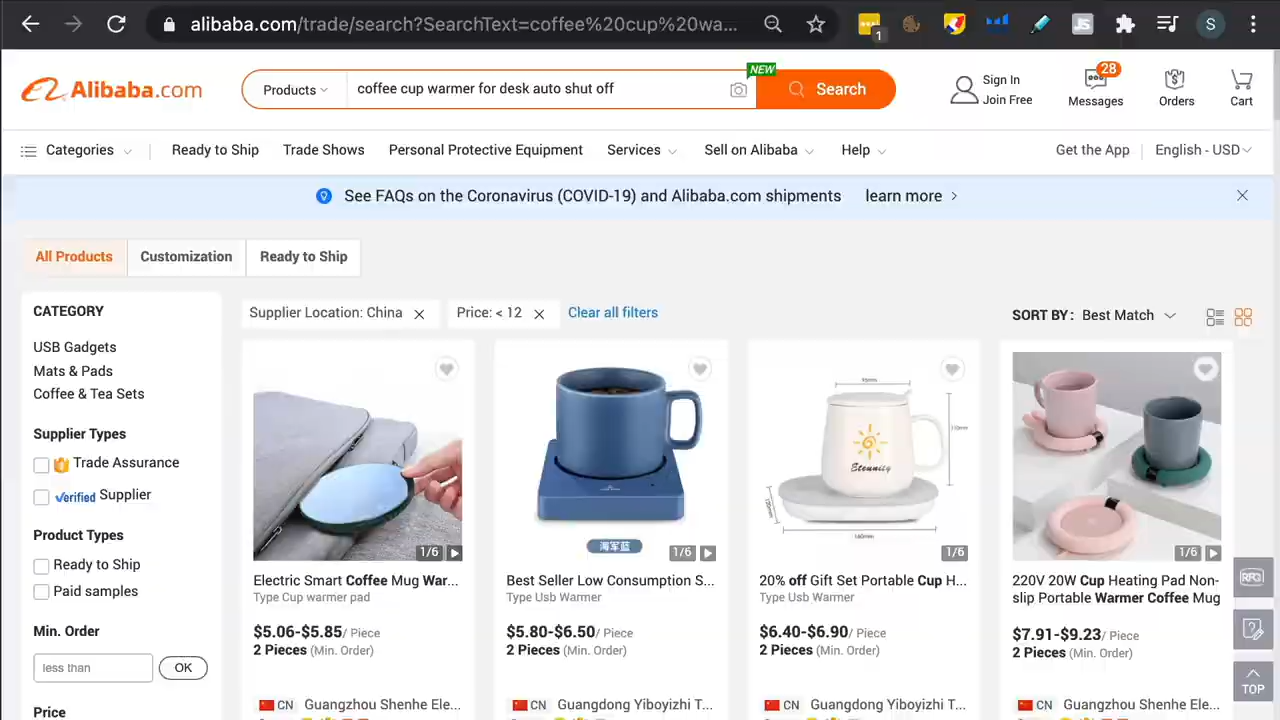 alibaba.com/trade/search?SearchText=coffee%20cup%20wa...
1
S
Alibaba.com
Products
coffee cup warmer for desk auto shut off
NEW
Search
Sign In
Join Free
28
Messages
Orders
Cart
Categories
Ready to Ship
Trade Shows
Personal Protective Equipment
Services
Sell on Alibaba
Help
Get the App
English - USD
See FAQs on the Coronavirus (COVID-19) and Alibaba.com shipments
learn more
All Products
Customization
Ready to Ship
CATEGORY
USB Gadgets
Mats & Pads
Coffee & Tea Sets
Supplier Types
Trade Assurance
Verified Supplier
Product Types
Ready to Ship
Paid samples
Min. Order
less than
OK
Price
Supplier Location: China
Price: < 12
Clear all filters
SORT BY :
Best Match
1/6
Electric Smart Coffee Mug War...
Type Cup warmer pad
$5.06-$5.85/ Piece
2 Pieces (Min. Order)
CN Guangzhou Shenhe Ele...
海军蓝
1/6
Best Seller Low Consumption S...
Type Usb Warmer
$5.80-$6.50/ Piece
2 Pieces (Min. Order)
CN Guangdong Yiboyizhi T...
Eteunity
1/6
20% off Gift Set Portable Cup H...
Type Usb Warmer
$6.40-$6.90/ Piece
2 Pieces (Min. Order)
CN Guangdong Yiboyizhi T...
1/6
220V 20W Cup Heating Pad Non-
slip Portable Warmer Coffee Mug
$7.91-$9.23/ Piece
2 Pieces (Min. Order)
CN Guangzhou Shenhe Ele...
RFQ
TOP
JS